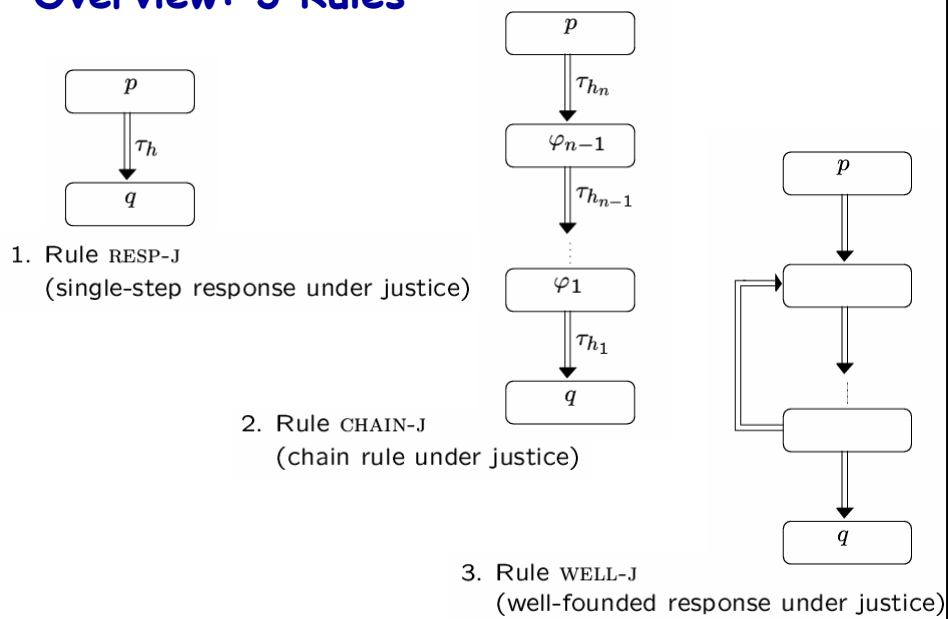 Overview: 3 Rules
p
τh
q
1. Rule RESP-J
(single-step response under justice)
p
τhn
φn−1
τhn−1
φ1
τh1
q
2. Rule CHAIN-J
(chain rule under justice)
p
q
3. Rule WELL-J
(well-founded response under justice)